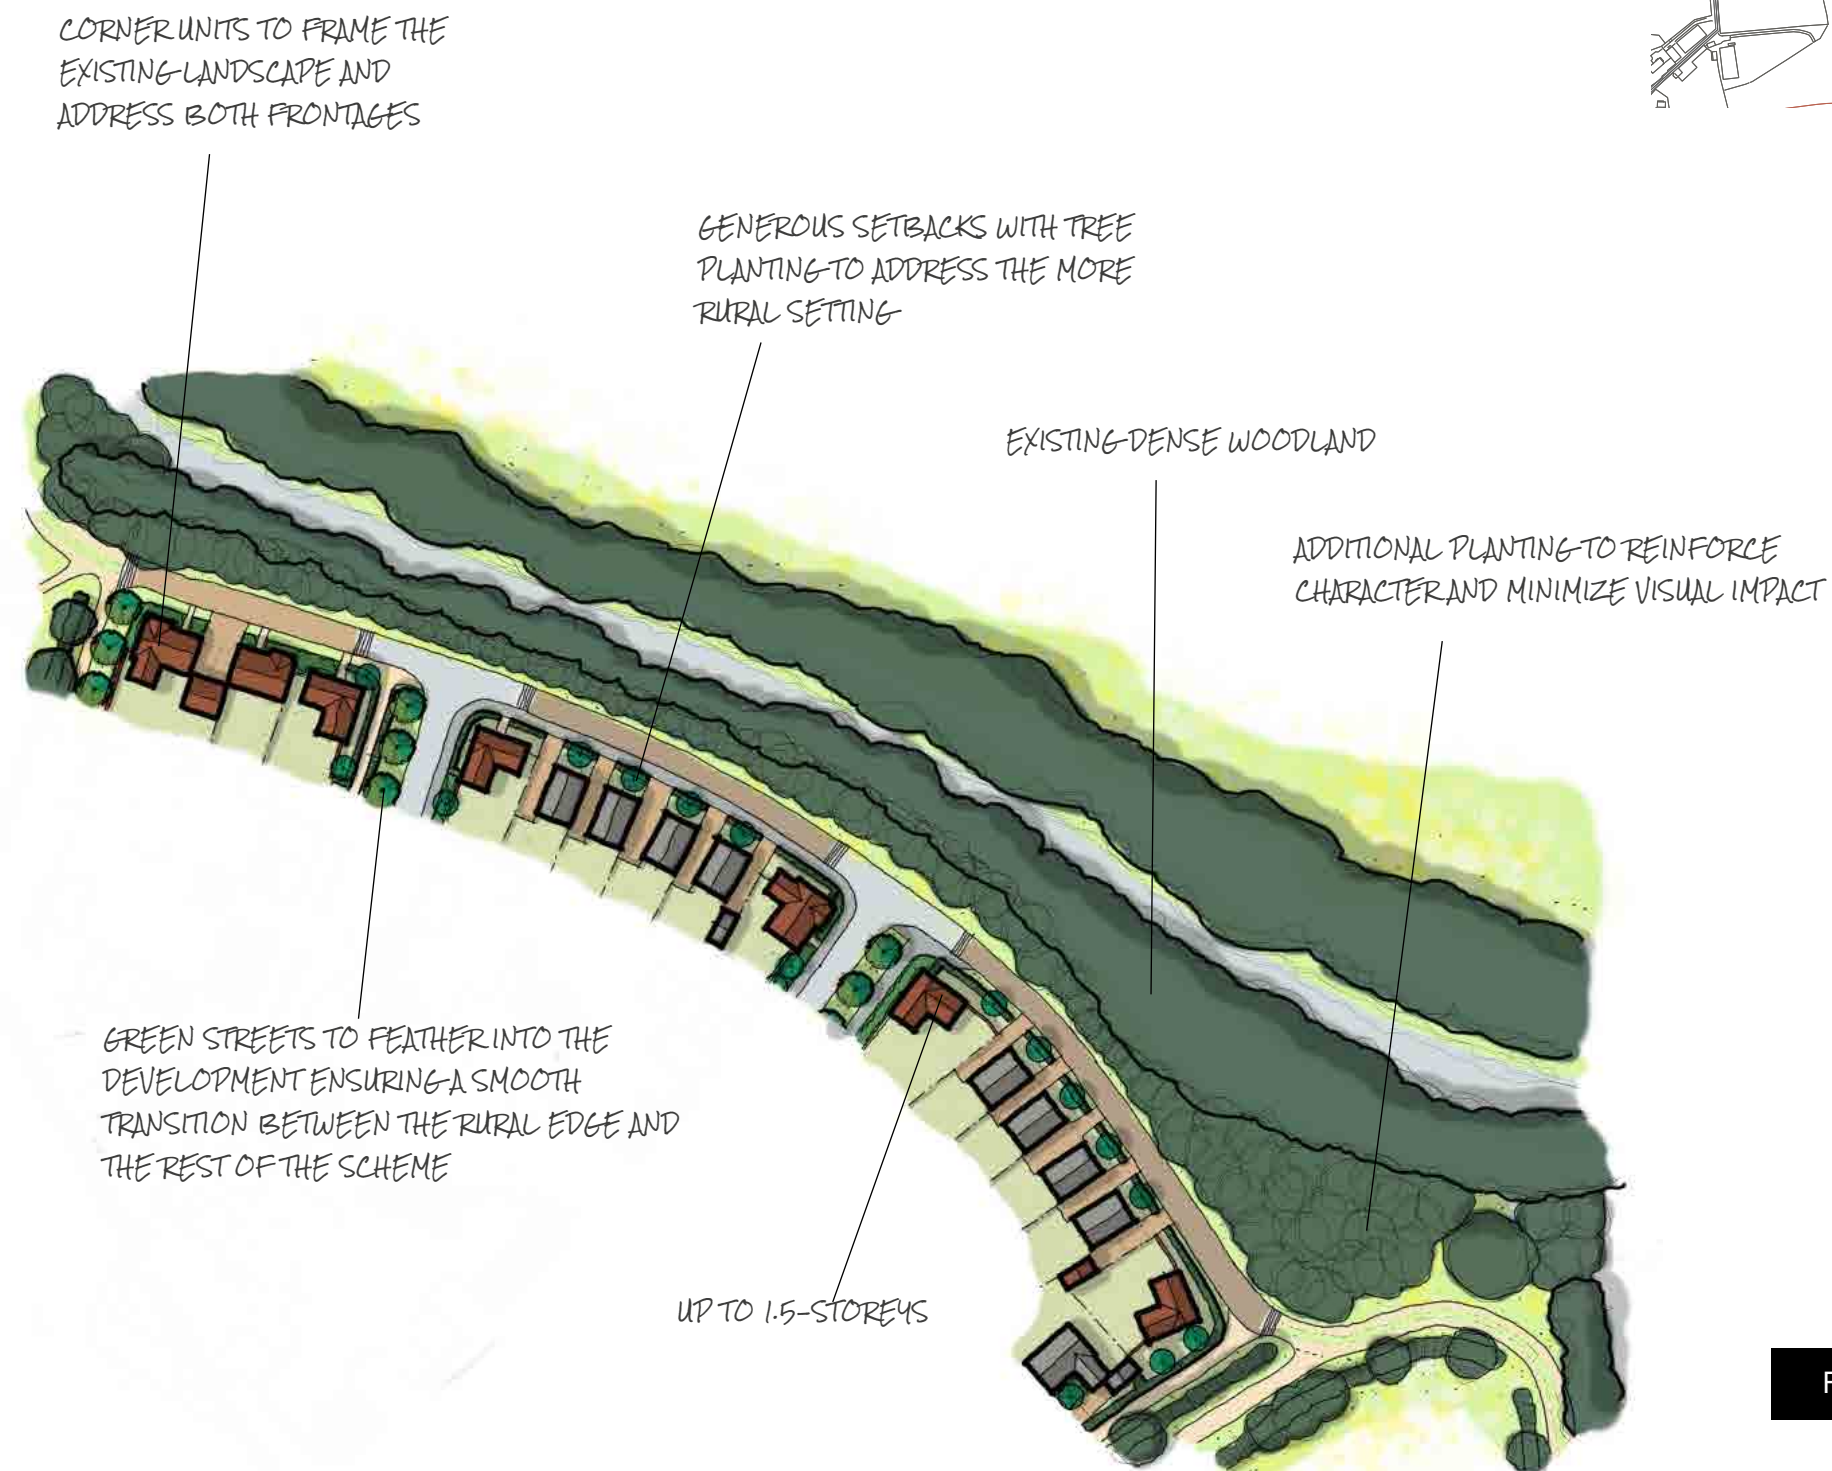 CORNER UNITS TO FRAME THE
EXISTING LANDSCAPE AND
ADDRESS BOTH FRONTAGES
GENEROUS SETBACKS WITH TREE
PLANTING TO ADDRESS THE MORE
RURAL SETTING
EXISTING DENSE WOODLAND
ADDITIONAL PLANTING TO REINFORCE
CHARACTER AND MINIMIZE VISUAL IMPACT
GREEN STREETS TO FEATHER INTO THE
DEVELOPMENT ENSURING A SMOOTH
TRANSITION BETWEEN THE RURAL EDGE AND
THE REST OF THE SCHEME
UP TO 1.5-STOREYS